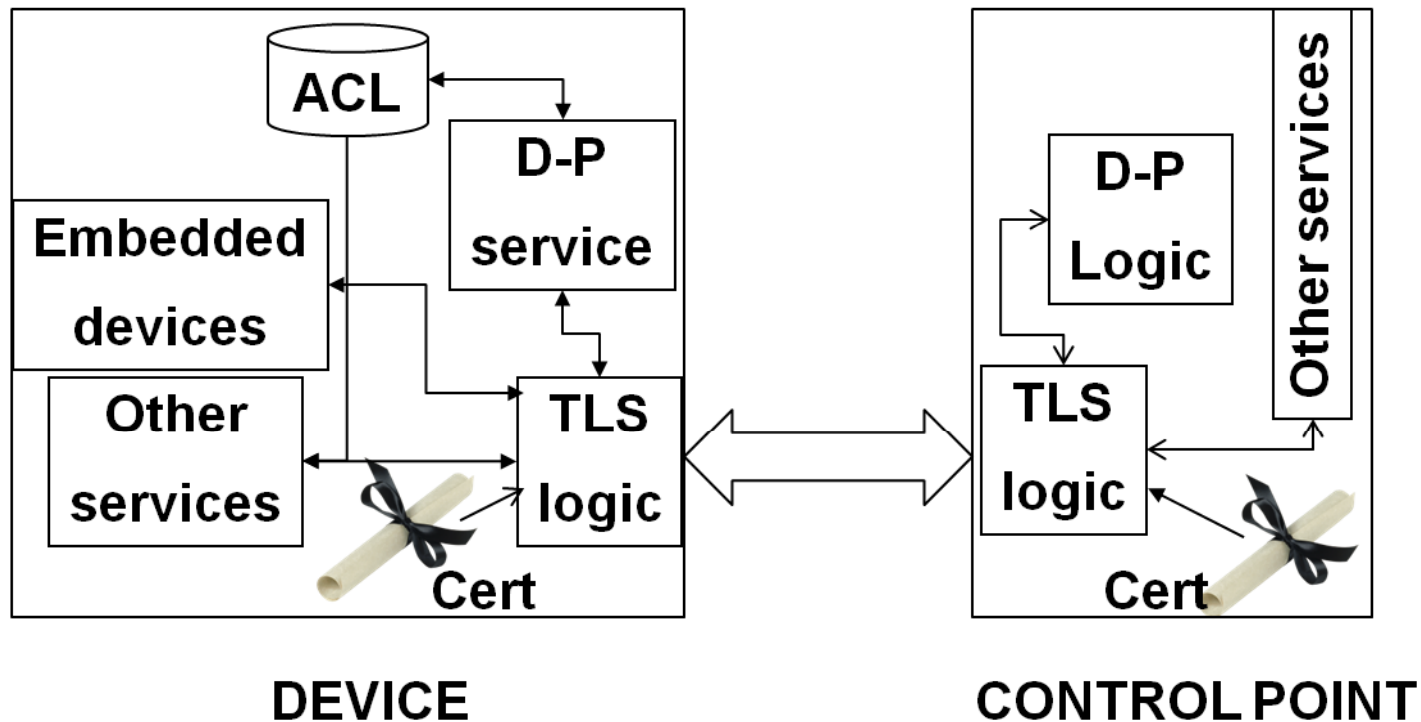 ACL
D-P
service
Embedded
devices
Other
services
TLS
logic
Cert
DEVICE
D-P
Logic
Other services
TLS
logic
Cert
CONTROL POINT